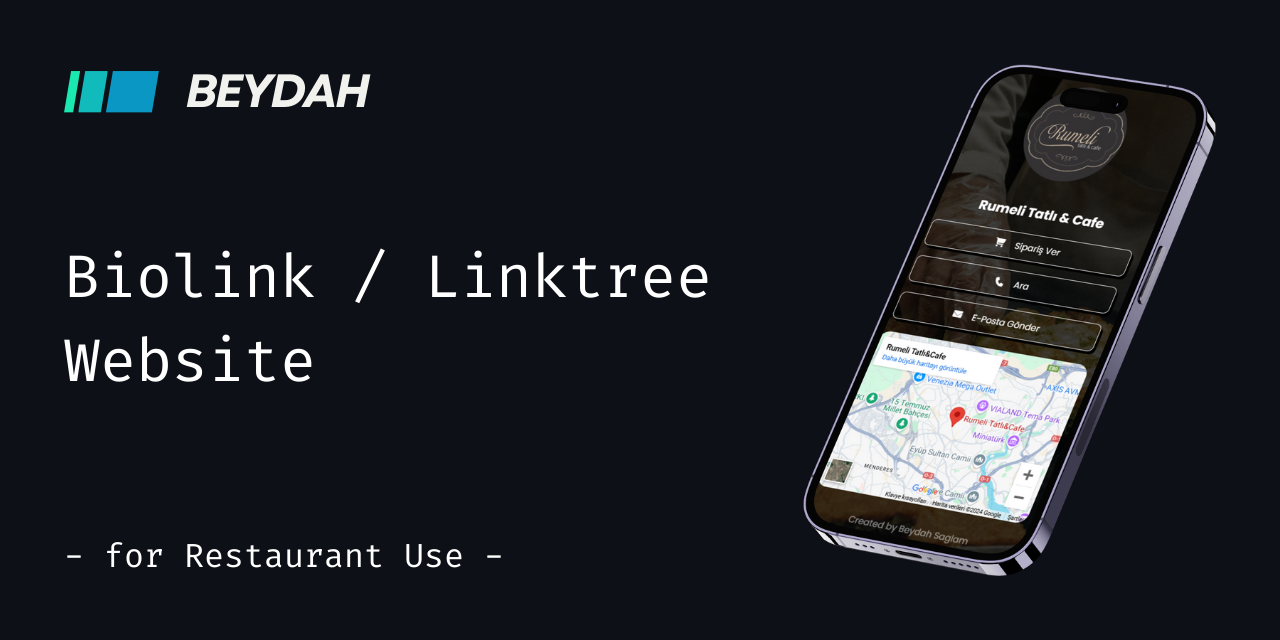 BEYDAH
Biolink / Linktree
Website
- for Restaurant Use -
Rumeli
tatlı & cafe
Rumeli Tatlı & Cafe
Sipariş Ver
Ara
E-Posta Gönder
Rumeli Tatlı&Cafe
Daha büyük haritayı görüntüle
Venezia Mega Outlet
AXIS AVM
15 Temmuz
Millet Bahçesi
VIALAND Tema Park
Rumeli Tatlı&Cafe
Miniatürk
Eyüp Sultan Camii
MENDERES
Google
Camii
Klavye kısayolları
Harita verileri ©2024 Google
Created by Beydah Saglam